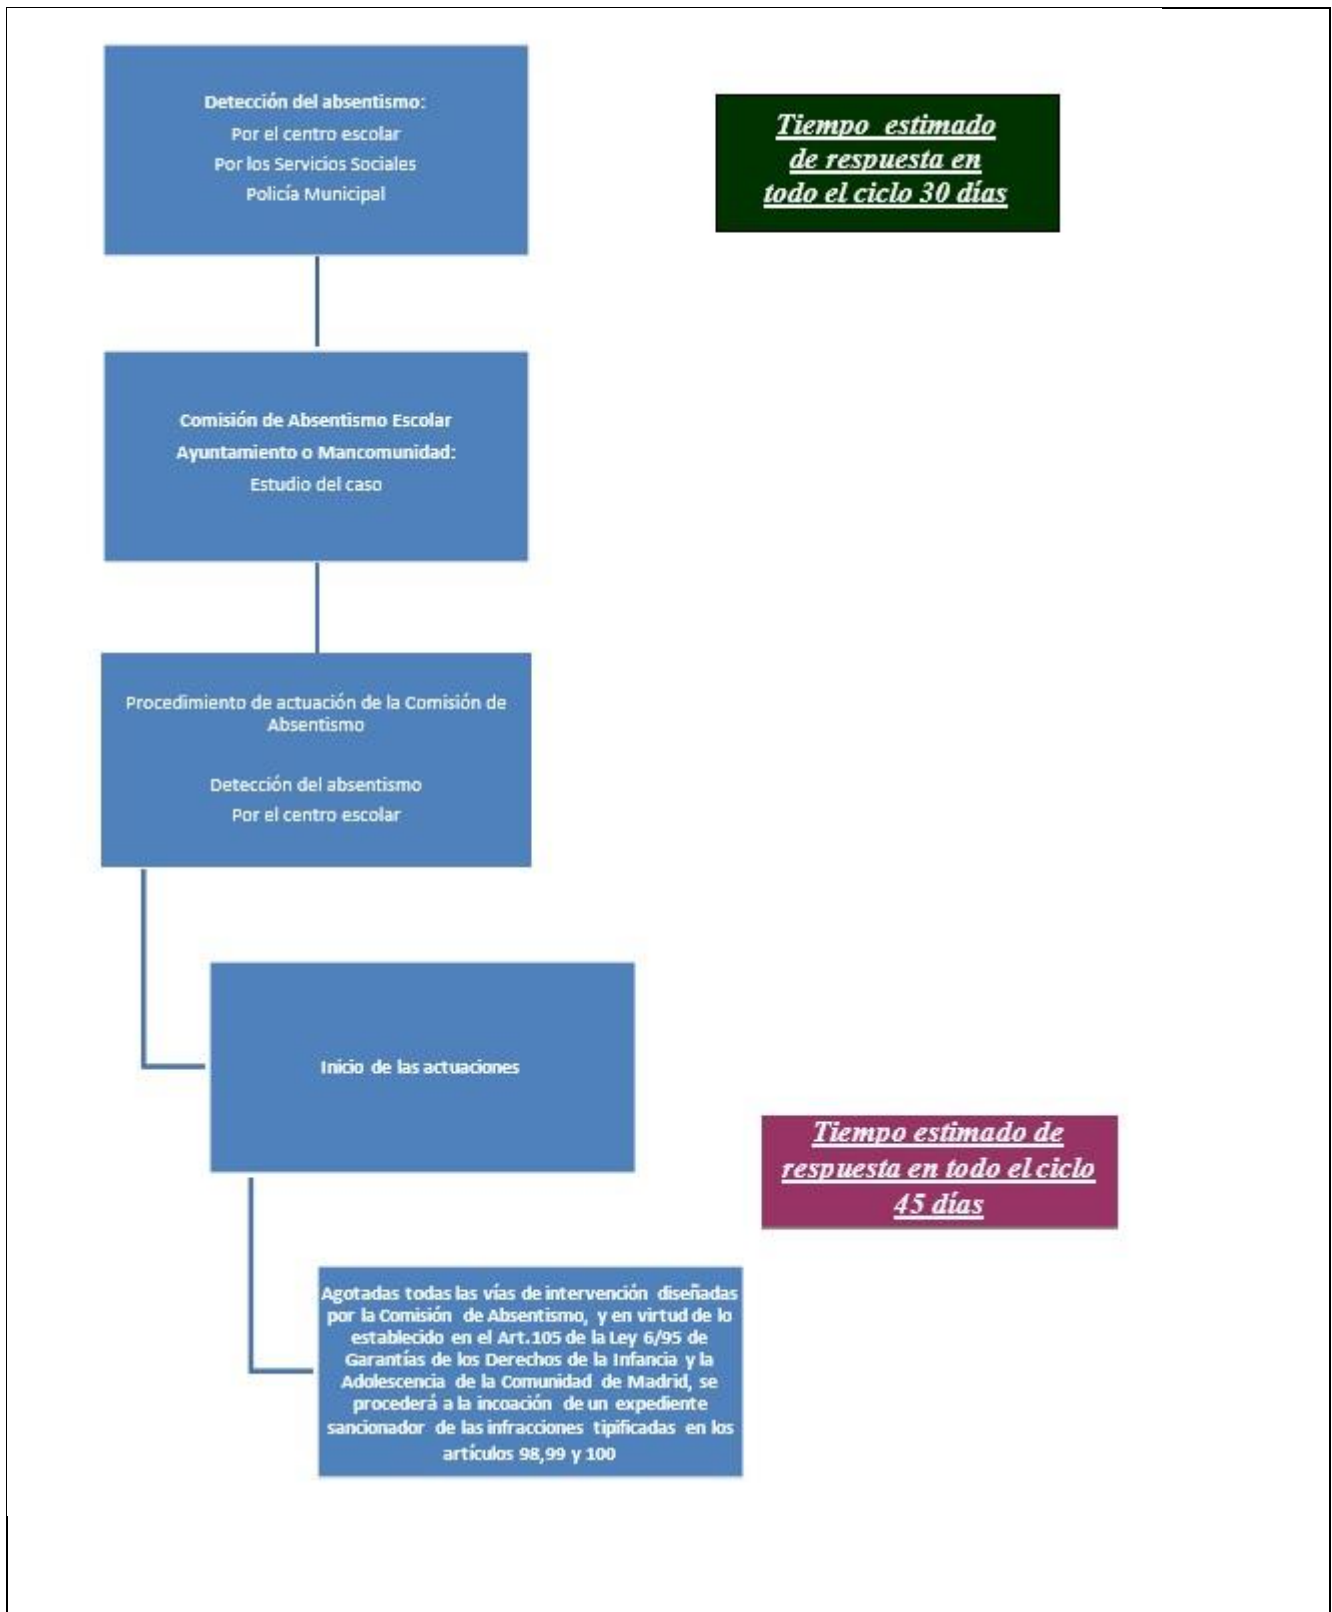 Detección del absentismo:
Por el centro escolar
Por los Servicios Sociales
Policía Municipal
Tiempo estimado
de respuesta en
todo el ciclo 30 días
Comisión de Absentismo Escolar
Ayuntamiento o Mancomunidad:
Estudio del caso
Procedimiento de actuación de la Comisión de
Absentismo
Detección del absentismo
Por el centro escolar
Inicio de las actuaciones
Tiempo estimado de
respuesta en todo el ciclo
45 días
Agotadas todas las vías de intervención diseñadas
por la Comisión de Absentismo, y en virtud de lo
establecido en el Art.105 de la Ley 6/95 de
Garantías de los Derechos de la Infancia y la
Adolescencia de la Comunidad de Madrid, se
procederá a la incoación de un expediente
sancionador de las infracciones tipificadas en los
artículos 98,99 y 100